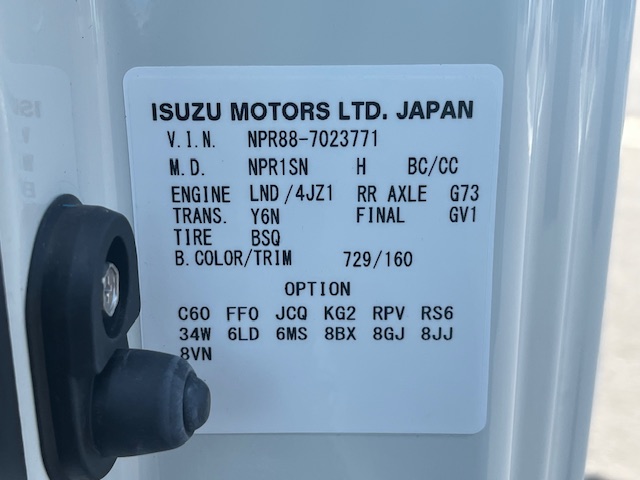 ISUZU MOTORS LTD. JAPAN
V.I.N. NPR88-7023771
M.D. NPR1SN H BC/CC
ENGINE LND/4JZ1 RR AXLE G73
TRANS. Y6N FINAL GV1
TIRE BSQ
B.COLOR/TRIM 729/160
OPTION
C60 FF0 JCQ KG2 RPV RS6
34W 6LD 6MS 8BX 8GJ 8JJ
8VN